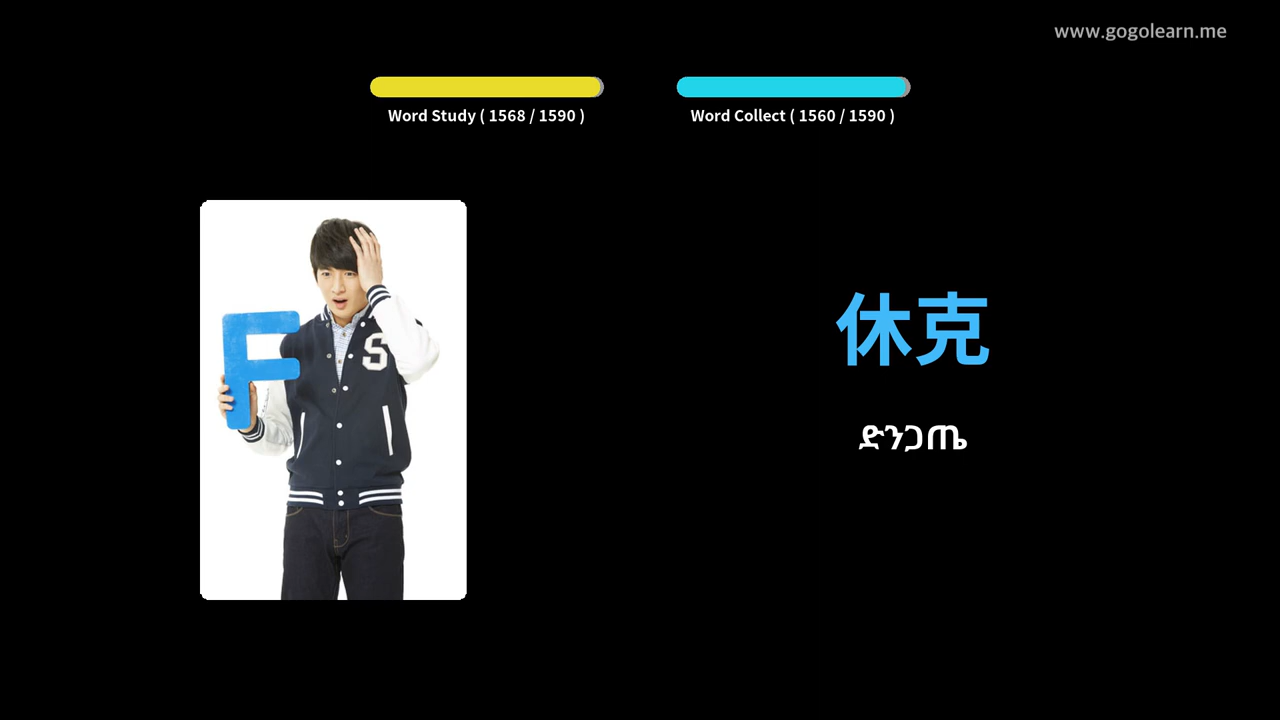 www.gogolearn.me
Word Study ( 1568 / 1590 )
Word Collect ( 1560 / 1590 )
F
S
休克
ድንጋጤ